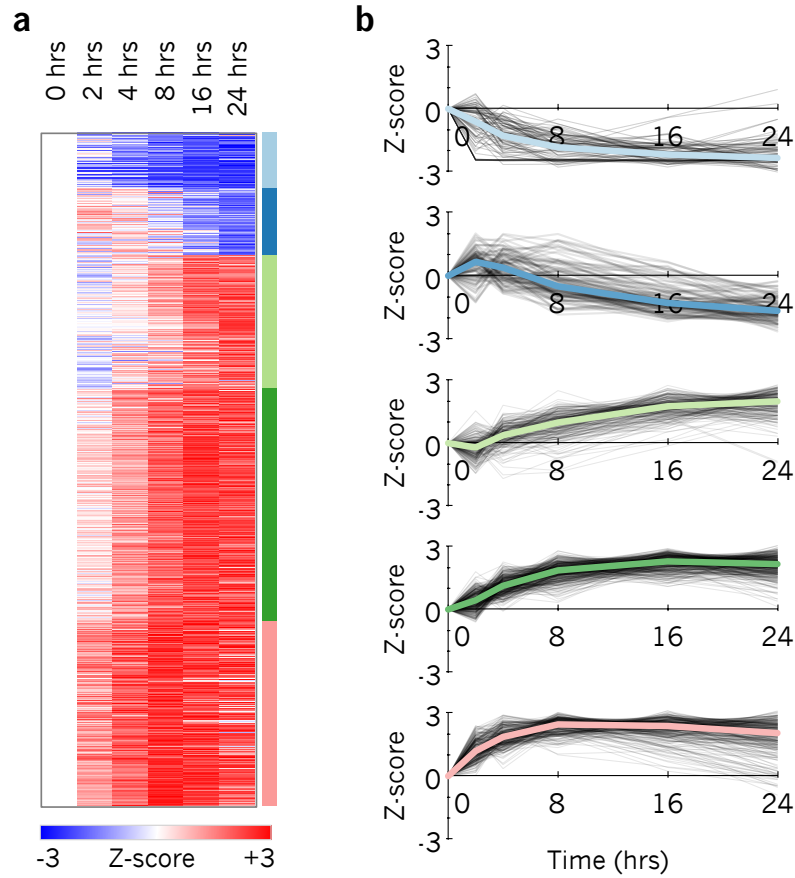 a
0 hrs
2 hrs
4 hrs
8 hrs
16 hrs
24 hrs
-3 Z-score +3
b
Z-score
3
0
-3
0 8 16 24
Z-score
3
0
-3
0 8 16 24
Z-score
3
0
-3
0 8 16 24
Z-score
3
0
-3
0 8 16 24
Z-score
3
0
-3
0 8 16 24
Time (hrs)